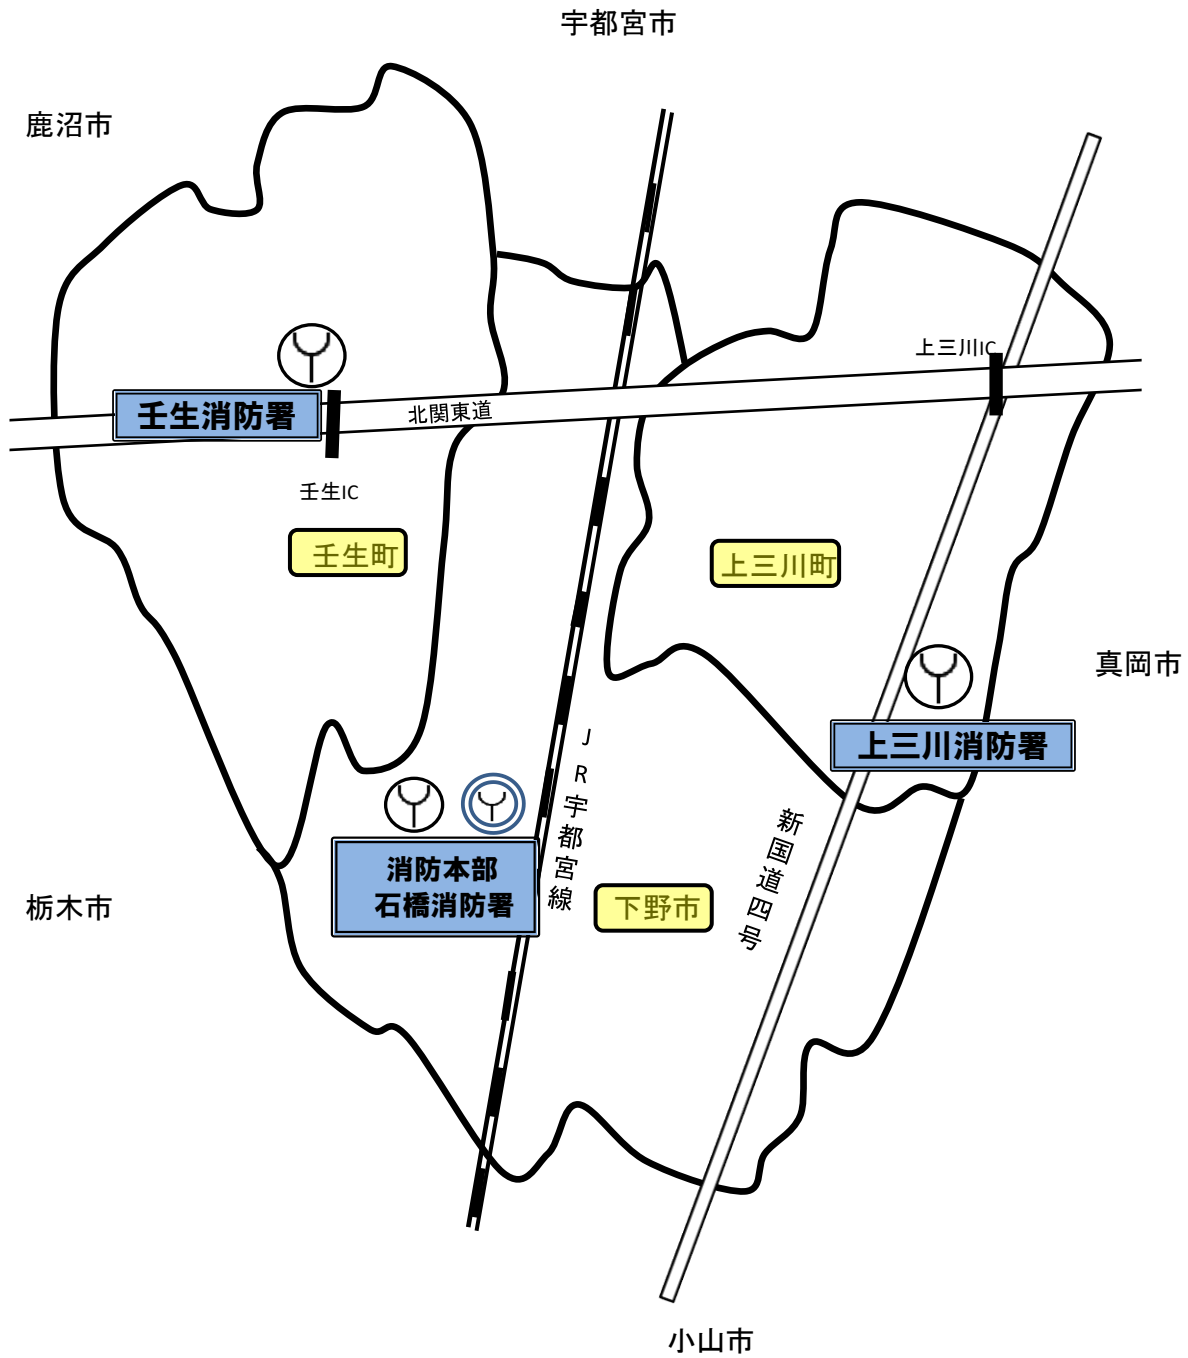 宇都宮市
鹿沼市
上三川IC
壬生消防署
北関東道
壬生IC
壬生町
上三川町
真岡市
上三川消防署
JR宇都宮線
新国道四号
消防本部
石橋消防署
下野市
栃木市
小山市